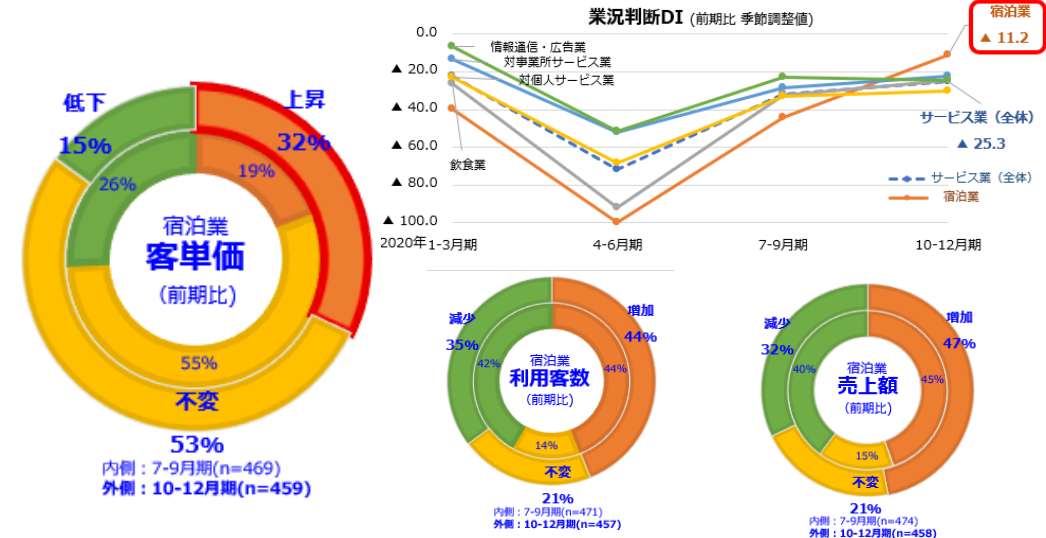 業況判断DI (前期比 季節調整値)
宿泊業
▲ 11.2
0.0
▲ 20.0
▲ 40.0
▲ 60.0
▲ 80.0
▲ 100.0
情報通信・広告業
対事業所サービス業
対個人サービス業
飲食業
サービス業（全体）
▲ 25.3
サービス業（全体）
宿泊業
2020年 1-3月期 4-6月期 7-9月期 10-12月期
低下
15%
上昇
32%
26%
19%
宿泊業
客単価
（前期比）
55%
不変
53%
内側：7-9月期(n=469)
外側：10-12月期(n=459)
減少
35%
増加
44%
42%
44%
宿泊業
利用客数
（前期比）
14%
不変
21%
内側：7-9月期(n=471)
外側：10-12月期(n=457)
減少
32%
増加
47%
40%
45%
宿泊業
売上額
（前期比）
15%
不変
21%
内側：7-9月期(n=474)
外側：10-12月期(n=458)